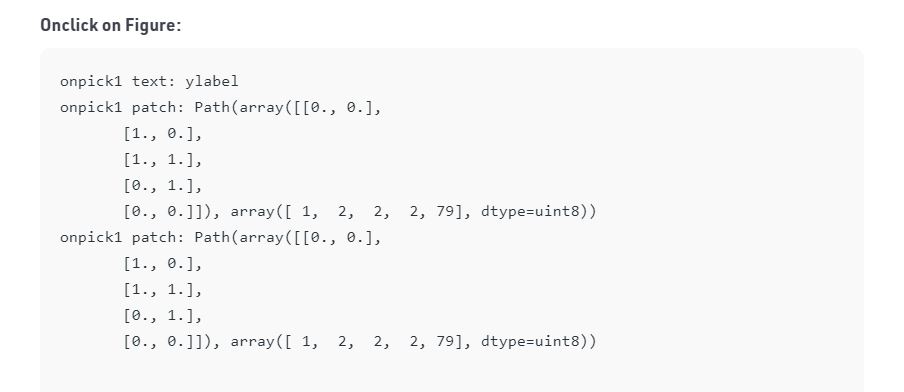 Onclick on Figure:
onpick1 text: ylabel
onpick1 patch: Path(array([[0., 0.],
       [1., 0.],
       [1., 1.],
       [0., 1.],
       [0., 0.]]), array([ 1,  2,  2,  2, 79], dtype=uint8))
onpick1 patch: Path(array([[0., 0.],
       [1., 0.],
       [1., 1.],
       [0., 1.],
       [0., 0.]]), array([ 1,  2,  2,  2, 79], dtype=uint8))